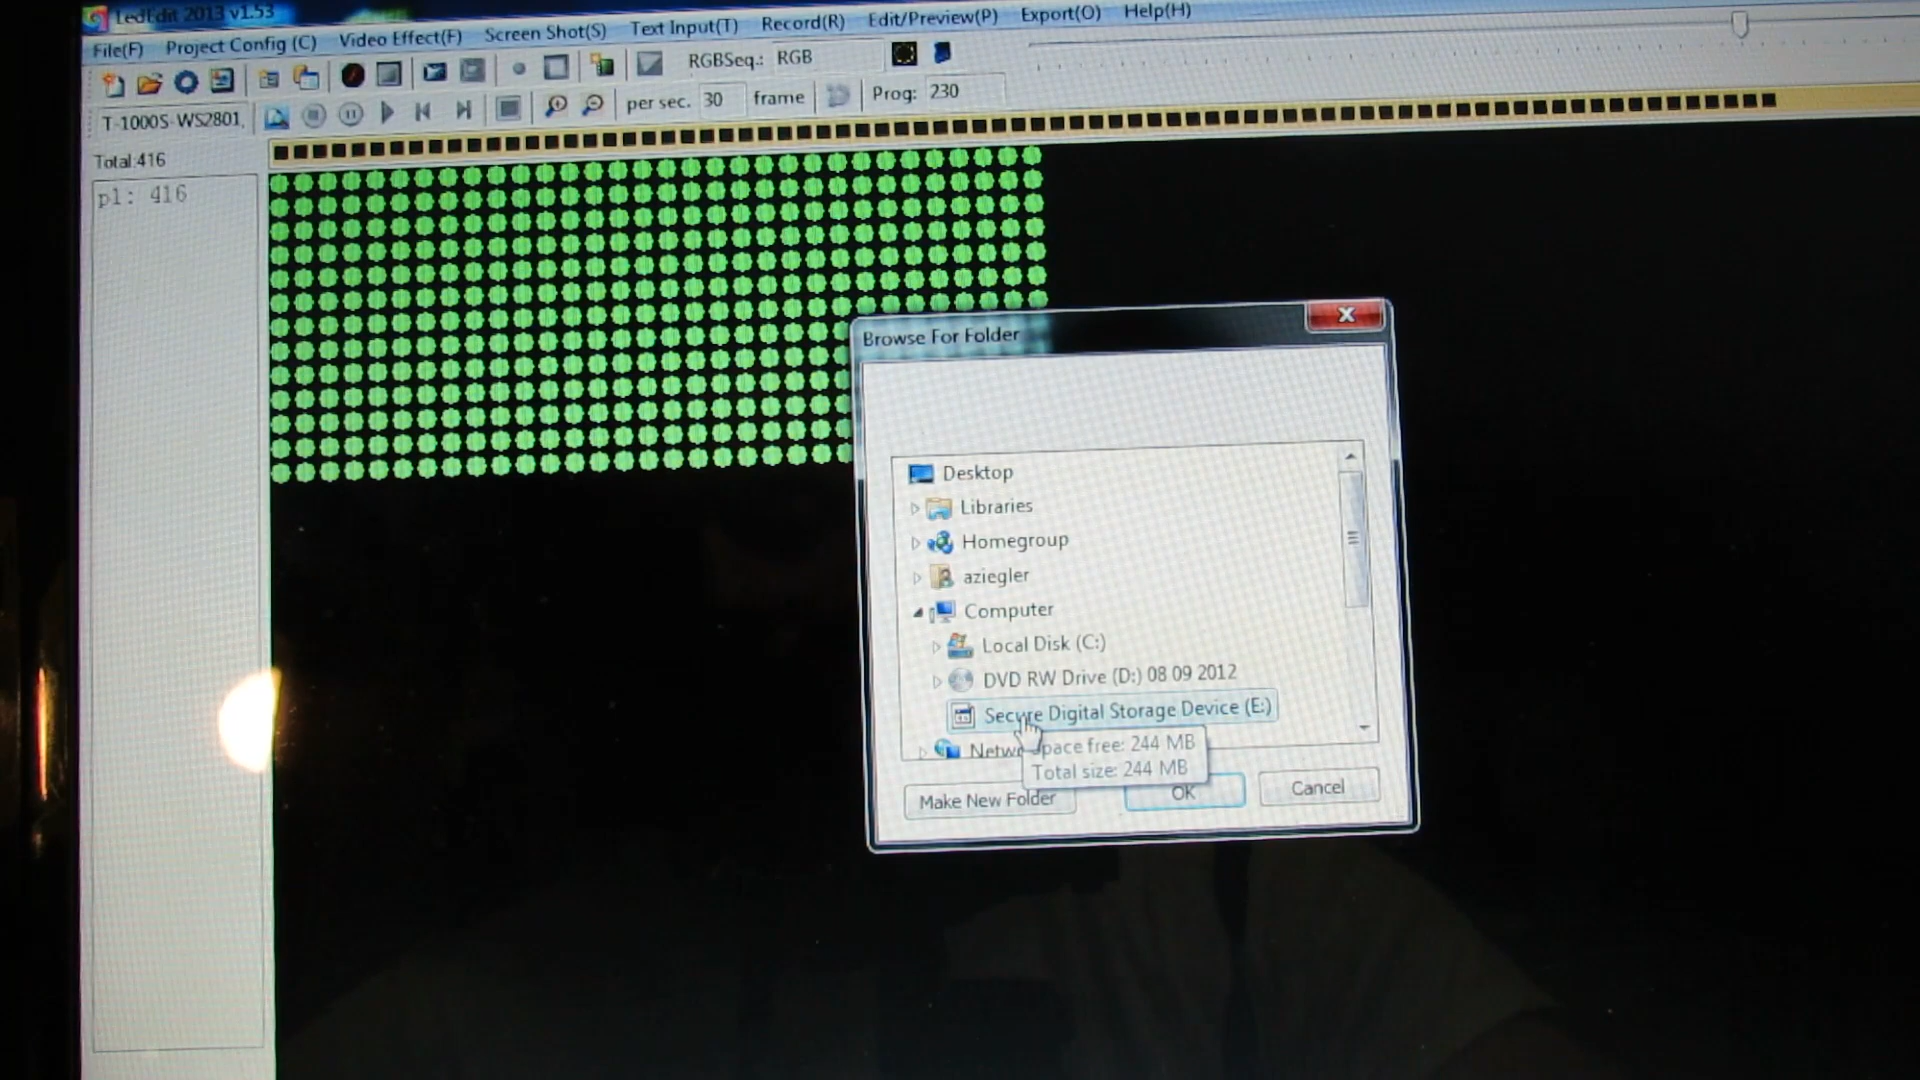 LedEdit 2013 v1.53
File(F) Project Config (C) Video Effect(F) Screen Shot(S) Text Input(T) Record(R) Edit/Preview(P) Export(O) Help(H)
RGBSeq.: RGB
T-1000S-WS2801, per sec. 30 frame Prog: 230
Total:416
p1: 416
Browse For Folder
Desktop
Libraries
Homegroup
aziegler
Computer
Local Disk (C:)
DVD RW Drive (D:) 08 09 2012
Secure Digital Storage Device (E:)
Netwo
Space free: 244 MB
Total size: 244 MB
Make New Folder OK Cancel